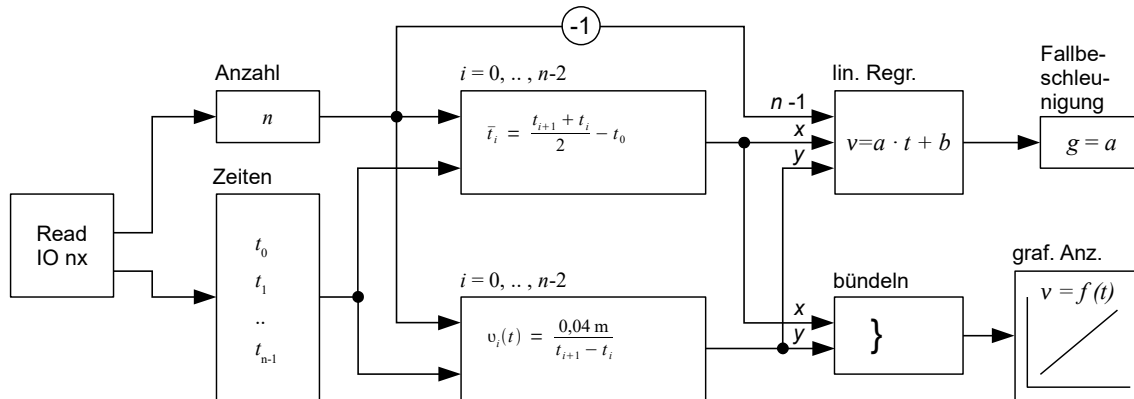 -1
Anzahl
n
i = 0, .. , n-2
t̄ᵢ = (tᵢ₊₁ + tᵢ)/2 − t₀
lin. Regr.
n -1
x
y
v=a · t + b
Fallbe-
schleu-
nigung
g = a
Zeiten
t₀
t₁
..
tₙ₋₁
Read
IO nx
i = 0, .. , n-2
υᵢ(t) = 0,04 m/(tᵢ₊₁ − tᵢ)
bündeln
x
y
}
graf. Anz.
v = f (t)